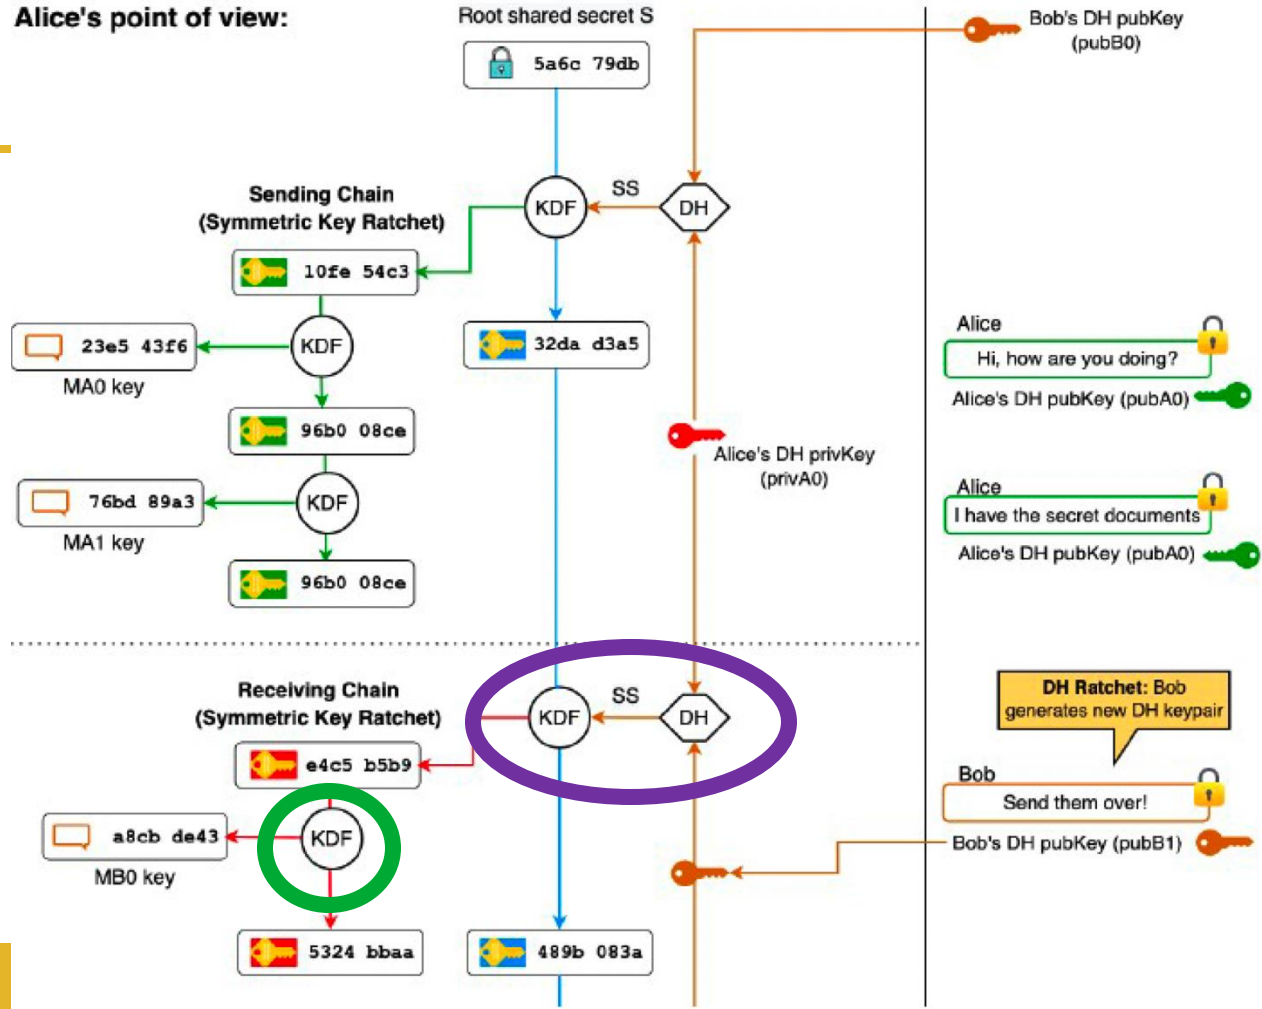 Alice's point of view:
Root shared secret S
5a6c 79db
Bob's DH pubKey
(pubB0)
Sending Chain
(Symmetric Key Ratchet)
KDF
SS
DH
10fe 54c3
23e5 43f6
KDF
32da d3a5
MA0 key
96b0 08ce
76bd 89a3
KDF
MA1 key
96b0 08ce
Alice's DH privKey
(privA0)
Alice
Hi, how are you doing?
Alice's DH pubKey (pubA0)
Alice
I have the secret documents
Alice's DH pubKey (pubA0)
Receiving Chain
(Symmetric Key Ratchet)
KDF
SS
DH
e4c5 b5b9
a8cb de43
KDF
MB0 key
5324 bbaa
489b 083a
DH Ratchet: Bob
generates new DH keypair
Bob
Send them over!
Bob's DH pubKey (pubB1)